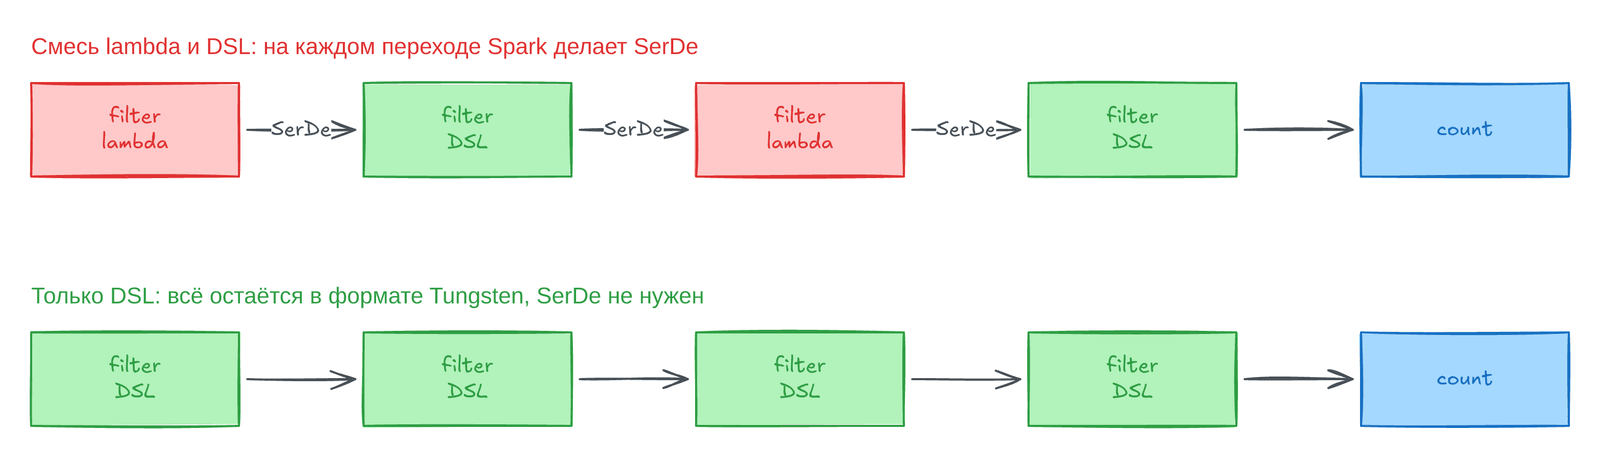 Смесь lambda и DSL: на каждом переходе Spark делает SerDe
filter
lambda
SerDe
filter
DSL
SerDe
filter
lambda
SerDe
filter
DSL
count
Только DSL: всё остаётся в формате Tungsten, SerDe не нужен
filter
DSL
filter
DSL
filter
DSL
filter
DSL
count